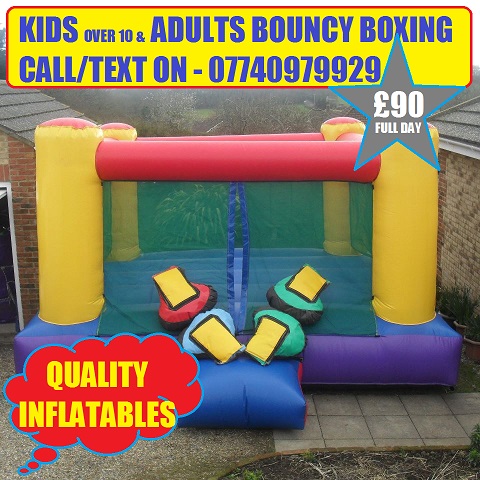 KIDS OVER 10 & ADULTS BOUNCY BOXING
CALL/TEXT ON - 07740979929
£90
FULL DAY
QUALITY
INFLATABLES